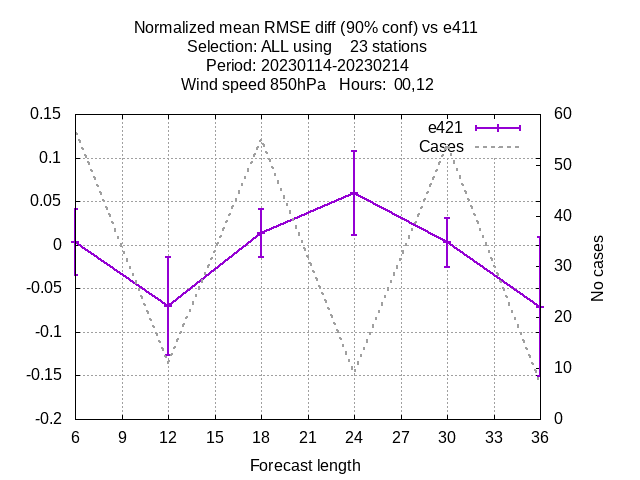 Normalized mean RMSE diff (90% conf) vs e411
Selection: ALL using    23 stations
Period: 20230114-20230214
Wind speed 850hPa   Hours:  00,12
0.15
0.1
0.05
0
-0.05
-0.1
-0.15
-0.2
60
50
40
30
20
10
0
e421
Cases
No cases
6 9 12 15 18 21 24 27 30 33 36
Forecast length